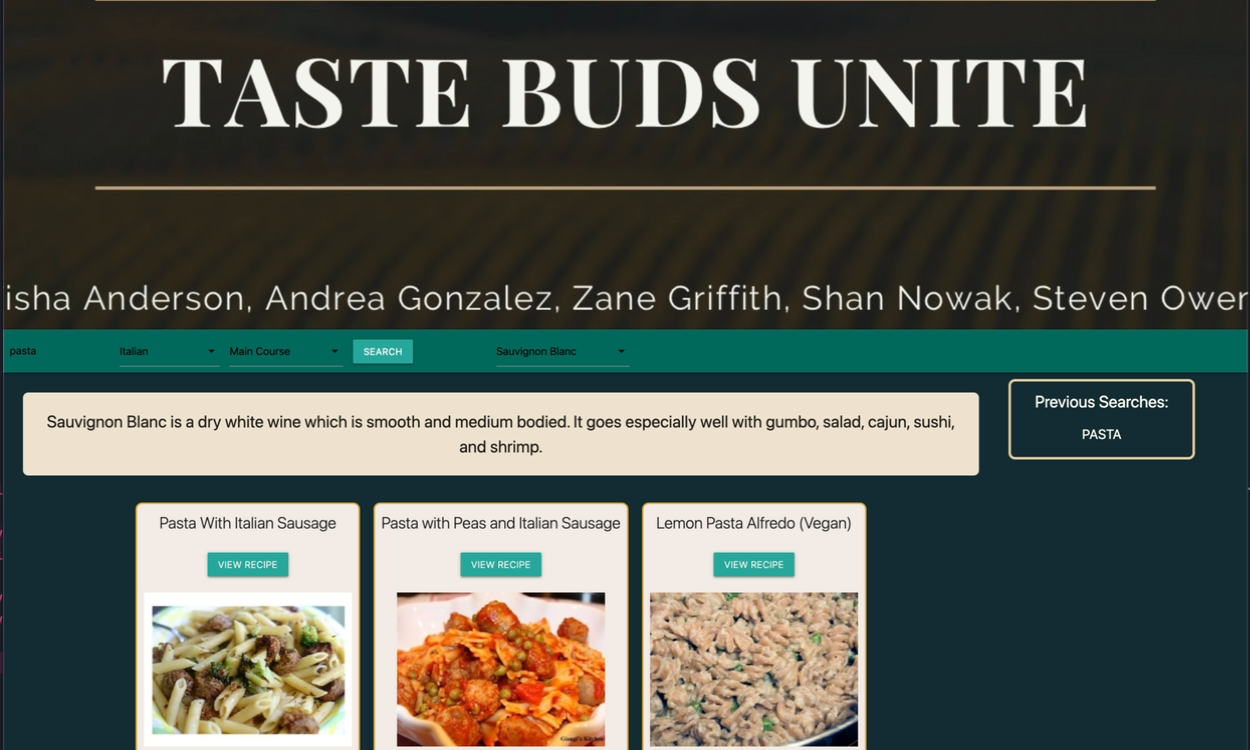 TASTE BUDS UNITE
isha Anderson, Andrea Gonzalez, Zane Griffith, Shan Nowak, Steven Ower
pasta Italian Main Course SEARCH Sauvignon Blanc
Sauvignon Blanc is a dry white wine which is smooth and medium bodied. It goes especially well with gumbo, salad, cajun, sushi,
and shrimp.
Previous Searches:
PASTA
Pasta With Italian Sausage
VIEW RECIPE
Pasta with Peas and Italian Sausage
VIEW RECIPE
Lemon Pasta Alfredo (Vegan)
VIEW RECIPE